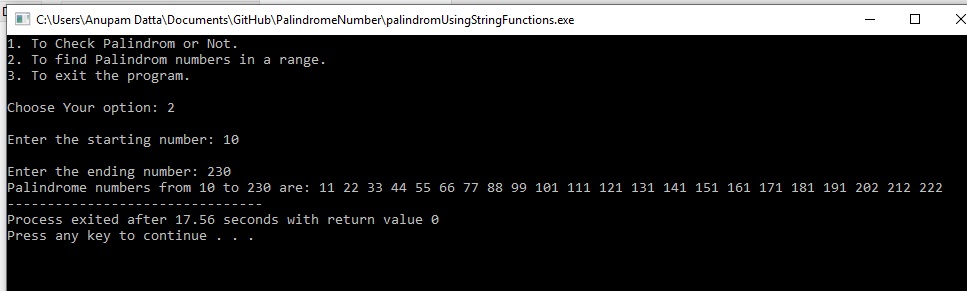 C:\Users\Anupam Datta\Documents\GitHub\PalindromeNumber\palindromUsingStringFunctions.exe
1. To Check Palindrom or Not.
2. To find Palindrom numbers in a range.
3. To exit the program.
Choose Your option: 2
Enter the starting number: 10
Enter the ending number: 230
Palindrome numbers from 10 to 230 are: 11 22 33 44 55 66 77 88 99 101 111 121 131 141 151 161 171 181 191 202 212 222
--------------------------------
Process exited after 17.56 seconds with return value 0
Press any key to continue . . .